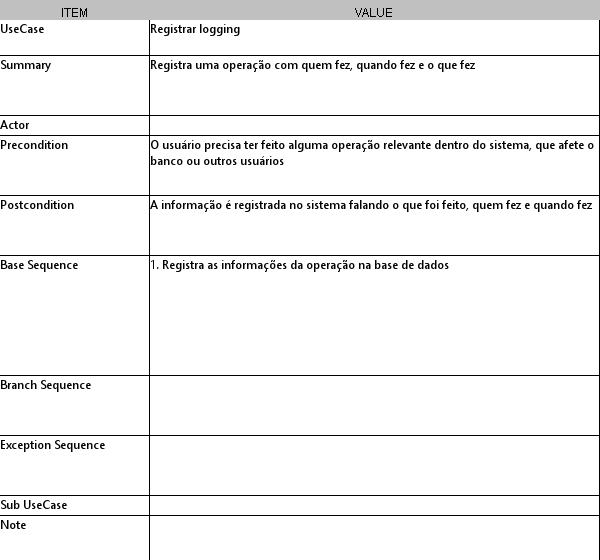 ITEM VALUE
UseCase Registrar logging
Summary Registra uma operação com quem fez, quando fez e o que fez
Actor
Precondition O usuário precisa ter feito alguma operação relevante dentro do sistema, que afete o
banco ou outros usuários
Postcondition A informação é registrada no sistema falando o que foi feito, quem fez e quando fez
Base Sequence 1. Registra as informações da operação na base de dados
Branch Sequence
Exception Sequence
Sub UseCase
Note